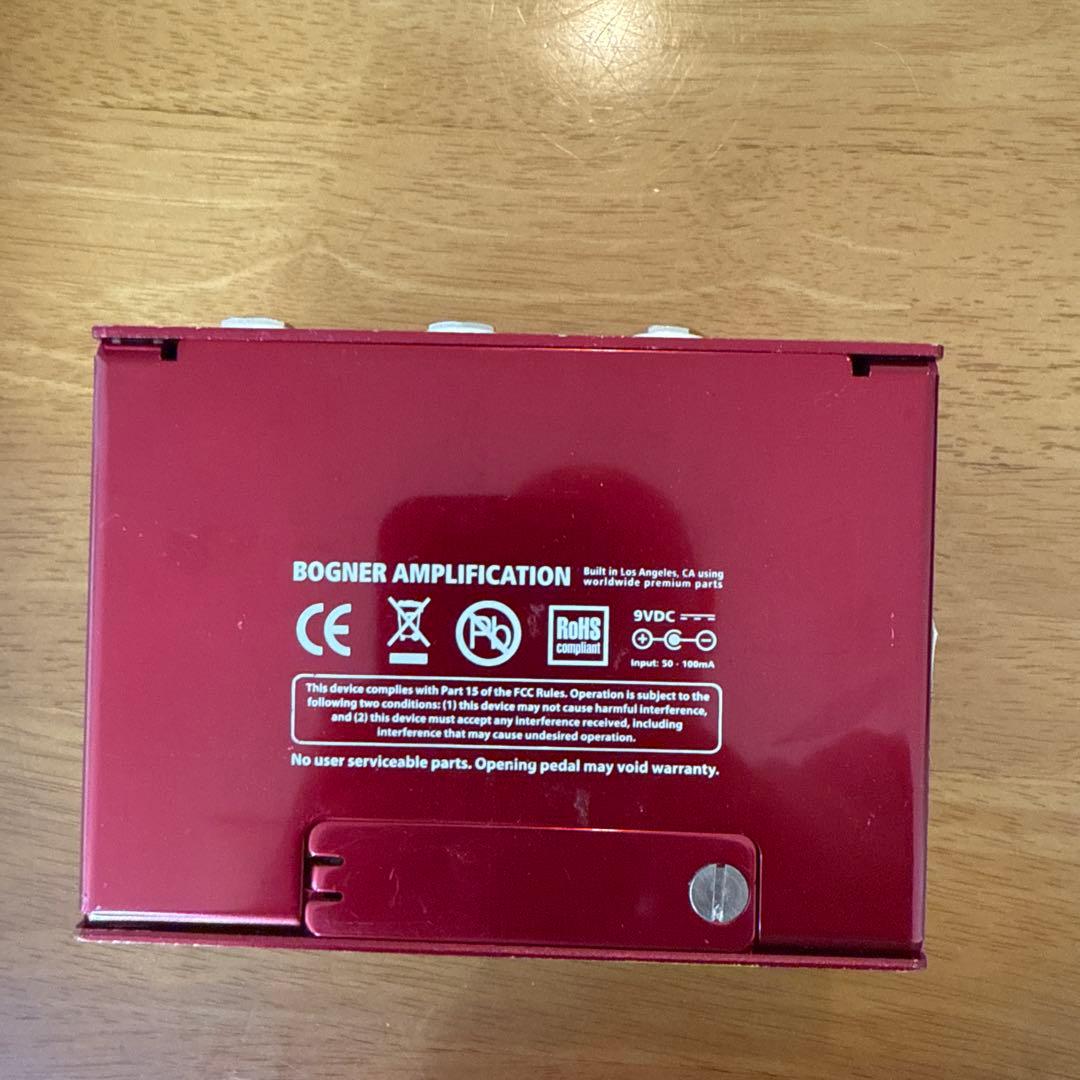 BOGNER AMPLIFICATION
Built in Los Angeles, CA using
worldwide premium parts
CE
Pb
RoHS
compliant
9VDC
Input: 50 - 100mA
This device complies with Part 15 of the FCC Rules. Operation is subject to the
following two conditions: (1) this device may not cause harmful interference,
and (2) this device must accept any interference received, including
interference that may cause undesired operation.
No user serviceable parts. Opening pedal may void warranty.